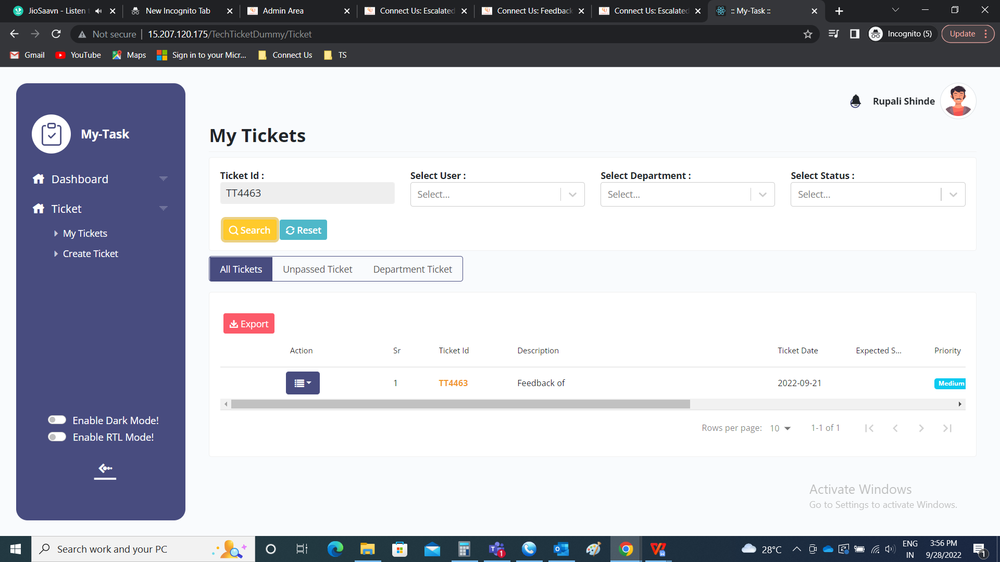 JioSaavn - Listen
New Incognito Tab
Admin Area
Connect Us: Escalated
Connect Us: Feedback
Connect Us: Escalated
:: My-Task ::
Not secure
15.207.120.175/TechTicketDummy/Ticket
Incognito (5)
Update
Gmail
YouTube
Maps
Sign in to your Micr...
Connect Us
TS
My-Task
Dashboard
Ticket
My Tickets
Create Ticket
Enable Dark Mode!
Enable RTL Mode!
Rupali Shinde
My Tickets
Ticket Id :
Select User :
Select Department :
Select Status :
TT4463
Select...
Select...
Select...
Search
Reset
All Tickets
Unpassed Ticket
Department Ticket
Export
Action
Sr
Ticket Id
Description
Ticket Date
Expected S...
Priority
1
TT4463
Feedback of
2022-09-21
Medium
Rows per page:
10
1-1 of 1
Activate Windows
Go to Settings to activate Windows.
Search work and your PC
28°C
ENG
IN
3:56 PM
9/28/2022
1
1